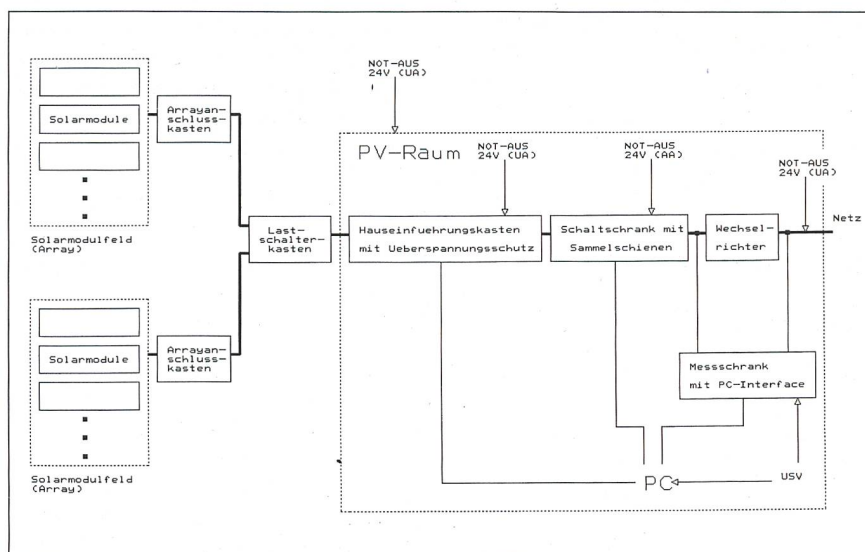 Solarmodule
Solarmodulfeld
(Array)
Arrayan-
schluss-
kasten
Solarmodule
Solarmodulfeld
(Array)
Arrayan-
schluss-
kasten
Last-
schalter-
kasten
NOT-AUS
24V (UA)
PV-Raum
NOT-AUS
24V (UA)
NOT-AUS
24V (AA)
NOT-AUS
24V (UA)
Hauseinfuehrungskasten
mit Ueberspannungsschutz
Schaltschrank mit
Sammelschienen
Wechsel-
richter
Netz
Messschrank
mit PC-Interface
PC
USV